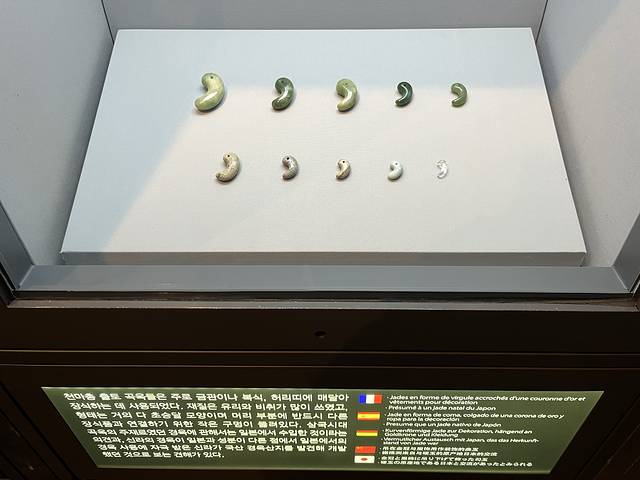 천마총 출토 곡옥들은 주로 금관이나 복식, 허리띠에 매달아
장식하는 데 사용되었다. 재질은 유리와 비취가 많이 쓰였고,
형태는 거의 다 초승달 모양이며 머리 부분에 반드시 다른
장식물과 연결하기 위한 작은 구멍이 뚫려있다. 삼국시대
곡옥의 주재료였던 경옥에 관해서는 일본에서 수입한 것이라는
의견과, 신라의 경옥이 일본과 성분이 다른 점에서 일본에서의
경옥 사용에 자극 받은 신라가 국산 경옥산지를 발견해 개발
했던 것으로 보는 견해가 있다.
· Jades en forme de virgule accrochés d'une couronne d'or et
vêtements pour décoration
· Présumé à un Jade natal du Japon
· Jade en forme de coma, colgado de una corona de oro y
ropa para la decoración
· Presume que un jade nativo de Japón
· Kurvenförmige Jade zur Dekoration, hängend an
Goldkrone und Kleidung
· Vermutlicher Austausch mit Japan, das das Herkunft-
sland von Jade war